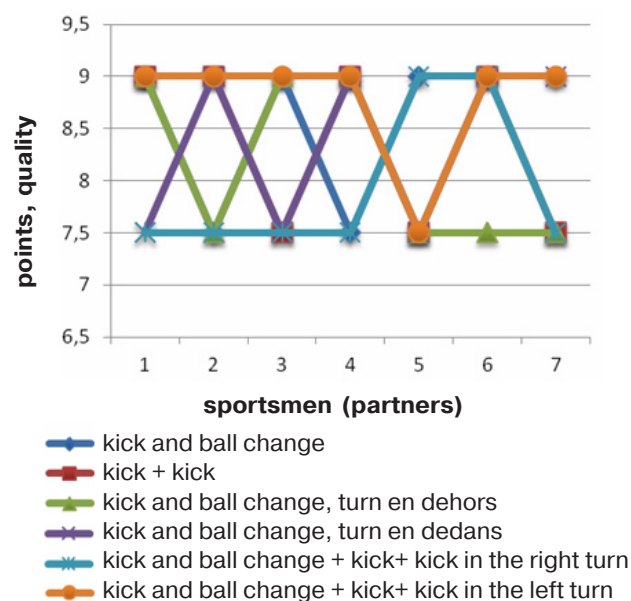 9,5
9
8,5
8
7,5
7
6,5
points, quality
1 2 3 4 5 6 7
sportsmen (partners)
kick and ball change
kick + kick
kick and ball change, turn en dehors
kick and ball change, turn en dedans
kick and ball change + kick+ kick in the right turn
kick and ball change + kick+ kick in the left turn